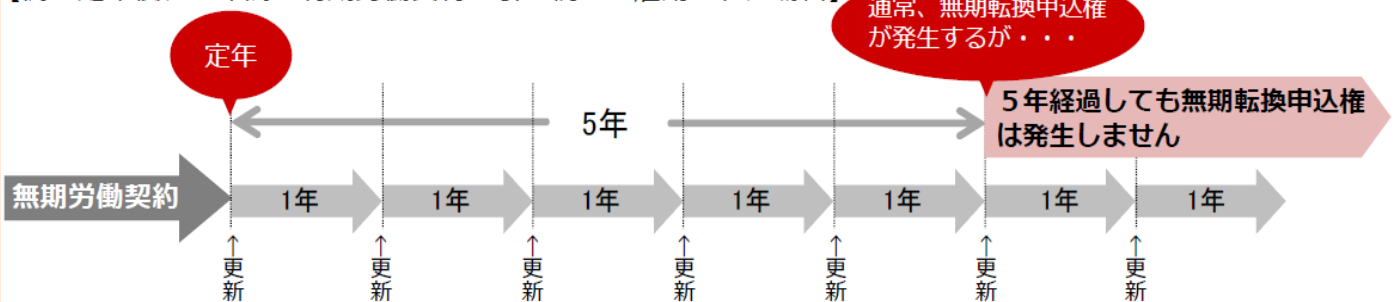 通常、無期転換申込権
が発生するが・・・
定年
5年
５年経過しても無期転換申込権
は発生しません
無期労働契約
1年
1年
1年
1年
1年
1年
1年
↑更新
↑更新
↑更新
↑更新
↑更新
↑更新
↑更新